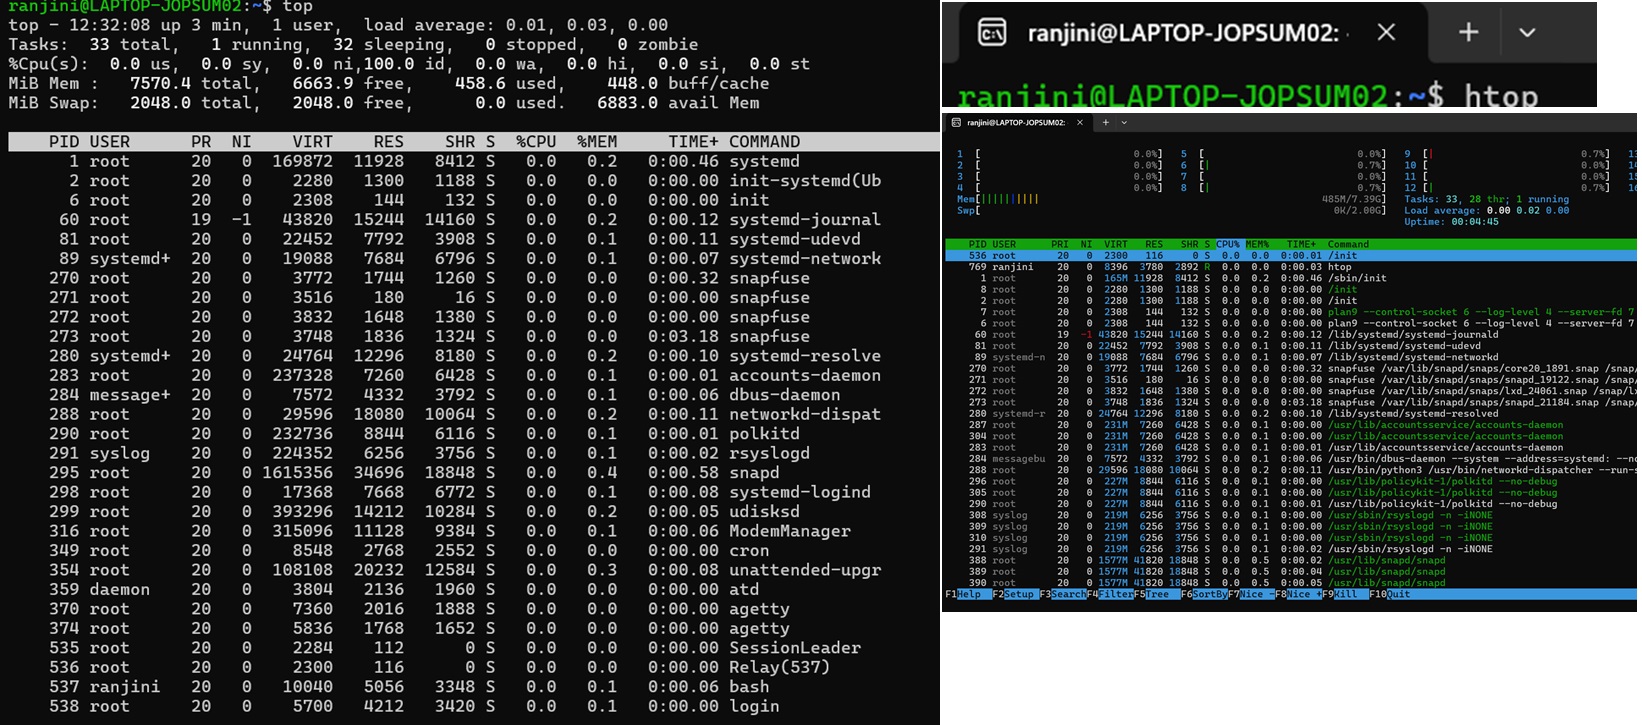 ranjini@LAPTOP-JOPSUM02:~$ top
top - 12:32:08 up 3 min,  1 user,  load average: 0.01, 0.03, 0.00
Tasks:  33 total,   1 running,  32 sleeping,   0 stopped,   0 zombie
%Cpu(s):  0.0 us,  0.0 sy,  0.0 ni,100.0 id,  0.0 wa,  0.0 hi,  0.0 si,  0.0 st
MiB Mem :   7570.4 total,   6663.9 free,    458.6 used,    448.0 buff/cache
MiB Swap:   2048.0 total,   2048.0 free,      0.0 used.   6883.0 avail Mem
PID USER PR NI VIRT RES SHR S %CPU %MEM TIME+ COMMAND
1 root 20 0 169872 11928 8412 S 0.0 0.2 0:00.46 systemd
2 root 20 0 2280 1300 1188 S 0.0 0.0 0:00.00 init-systemd(Ub
6 root 20 0 2308 144 132 S 0.0 0.0 0:00.00 init
60 root 19 -1 43820 15244 14160 S 0.0 0.2 0:00.12 systemd-journal
81 root 20 0 22452 7792 3908 S 0.0 0.1 0:00.11 systemd-udevd
89 systemd+ 20 0 19088 7684 6796 S 0.0 0.1 0:00.07 systemd-network
270 root 20 0 3772 1744 1260 S 0.0 0.0 0:00.32 snapfuse
271 root 20 0 3516 180 16 S 0.0 0.0 0:00.00 snapfuse
272 root 20 0 3832 1648 1380 S 0.0 0.0 0:00.00 snapfuse
273 root 20 0 3748 1836 1324 S 0.0 0.0 0:03.18 snapfuse
280 systemd+ 20 0 24764 12296 8180 S 0.0 0.2 0:00.10 systemd-resolve
283 root 20 0 237328 7260 6428 S 0.0 0.1 0:00.01 accounts-daemon
284 message+ 20 0 7572 4332 3792 S 0.0 0.1 0:00.06 dbus-daemon
288 root 20 0 29596 18080 10064 S 0.0 0.2 0:00.11 networkd-dispat
290 root 20 0 232736 8844 6116 S 0.0 0.1 0:00.01 polkitd
291 syslog 20 0 224352 6256 3756 S 0.0 0.1 0:00.02 rsyslogd
295 root 20 0 1615356 34696 18848 S 0.0 0.4 0:00.58 snapd
298 root 20 0 17368 7668 6772 S 0.0 0.1 0:00.08 systemd-logind
299 root 20 0 393296 14212 10284 S 0.0 0.2 0:00.05 udisksd
316 root 20 0 315096 11128 9384 S 0.0 0.1 0:00.06 ModemManager
349 root 20 0 8548 2768 2552 S 0.0 0.0 0:00.00 cron
354 root 20 0 108108 20232 12584 S 0.0 0.3 0:00.08 unattended-upgr
359 daemon 20 0 3804 2136 1960 S 0.0 0.0 0:00.00 atd
370 root 20 0 7360 2016 1888 S 0.0 0.0 0:00.00 agetty
374 root 20 0 5836 1768 1652 S 0.0 0.0 0:00.00 agetty
535 root 20 0 2284 112 0 S 0.0 0.0 0:00.00 SessionLeader
536 root 20 0 2300 116 0 S 0.0 0.0 0:00.00 Relay(537)
537 ranjini 20 0 10040 5056 3348 S 0.0 0.1 0:00.06 bash
538 root 20 0 5700 4212 3420 S 0.0 0.1 0:00.00 login
ranjini@LAPTOP-JOPSUM02:
ranjini@LAPTOP-JOPSUM02:~$ htop
ranjini@LAPTOP-JOPSUM02:
1 [ 0.0%] 5 [ 0.0%] 9 [| 0.7%] 13
2 [ 0.0%] 6 [| 0.7%] 10 [ 0.0%] 14
3 [ 0.0%] 7 [ 0.0%] 11 [ 0.0%] 15
4 [ 0.0%] 8 [| 0.7%] 12 [| 0.7%] 16
Mem[|||||||||| 485M/7.39G] Tasks: 33, 28 thr; 1 running
Swp[ 0K/2.00G] Load average: 0.00 0.02 0.00
Uptime: 00:04:45
PID USER PRI NI VIRT RES SHR S CPU% MEM% TIME+ Command
536 root 20 0 2300 116 0 S 0.0 0.0 0:00.01 /init
769 ranjini 20 0 8396 3780 2892 R 0.0 0.0 0:00.03 htop
1 root 20 0 165M 11928 8412 S 0.0 0.2 0:00.46 /sbin/init
8 root 20 0 2280 1300 1188 S 0.0 0.0 0:00.00 /init
2 root 20 0 2280 1300 1188 S 0.0 0.0 0:00.00 /init
7 root 20 0 2308 144 132 S 0.0 0.0 0:00.00 plan9 --control-socket 6 --log-level 4 --server-fd 7
6 root 20 0 2308 144 132 S 0.0 0.0 0:00.00 plan9 --control-socket 6 --log-level 4 --server-fd 7
60 root 19 -1 43820 15244 14160 S 0.0 0.2 0:00.12 /lib/systemd/systemd-journald
81 root 20 0 22452 7792 3908 S 0.0 0.1 0:00.11 /lib/systemd/systemd-udevd
89 systemd-n 20 0 19088 7684 6796 S 0.0 0.1 0:00.07 /lib/systemd/systemd-networkd
270 root 20 0 3772 1744 1260 S 0.0 0.0 0:00.32 snapfuse /var/lib/snapd/snaps/core20_1891.snap /snap/
271 root 20 0 3516 180 16 S 0.0 0.0 0:00.00 snapfuse /var/lib/snapd/snaps/snapd_19122.snap /snap/
272 root 20 0 3832 1648 1380 S 0.0 0.0 0:00.00 snapfuse /var/lib/snapd/snaps/lxd_24061.snap /snap/lx
273 root 20 0 3748 1836 1324 S 0.0 0.0 0:03.18 snapfuse /var/lib/snapd/snaps/snapd_21184.snap /snap/
280 systemd-r 20 0 24764 12296 8180 S 0.0 0.2 0:00.10 /lib/systemd/systemd-resolved
287 root 20 0 231M 7260 6428 S 0.0 0.1 0:00.00 /usr/lib/accountsservice/accounts-daemon
304 root 20 0 231M 7260 6428 S 0.0 0.1 0:00.00 /usr/lib/accountsservice/accounts-daemon
283 root 20 0 231M 7260 6428 S 0.0 0.1 0:00.01 /usr/lib/accountsservice/accounts-daemon
284 messagebu 20 0 7572 4332 3792 S 0.0 0.1 0:00.06 /usr/bin/dbus-daemon --system --address=systemd: --no
288 root 20 0 29596 18080 10064 S 0.0 0.2 0:00.11 /usr/bin/python3 /usr/bin/networkd-dispatcher --run-s
296 root 20 0 227M 8844 6116 S 0.0 0.1 0:00.00 /usr/lib/policykit-1/polkitd --no-debug
305 root 20 0 227M 8844 6116 S 0.0 0.1 0:00.00 /usr/lib/policykit-1/polkitd --no-debug
290 root 20 0 227M 8844 6116 S 0.0 0.1 0:00.01 /usr/lib/policykit-1/polkitd --no-debug
308 syslog 20 0 219M 6256 3756 S 0.0 0.1 0:00.00 /usr/sbin/rsyslogd -n -iNONE
309 syslog 20 0 219M 6256 3756 S 0.0 0.1 0:00.00 /usr/sbin/rsyslogd -n -iNONE
310 syslog 20 0 219M 6256 3756 S 0.0 0.1 0:00.00 /usr/sbin/rsyslogd -n -iNONE
291 syslog 20 0 219M 6256 3756 S 0.0 0.1 0:00.02 /usr/sbin/rsyslogd -n -iNONE
388 root 20 0 1577M 41820 18848 S 0.0 0.5 0:00.02 /usr/lib/snapd/snapd
389 root 20 0 1577M 41820 18848 S 0.0 0.5 0:00.04 /usr/lib/snapd/snapd
390 root 20 0 1577M 41820 18848 S 0.0 0.5 0:00.05 /usr/lib/snapd/snapd
F1Help F2Setup F3SearchF4FilterF5Tree F6SortByF7Nice -F8Nice +F9Kill F10Quit